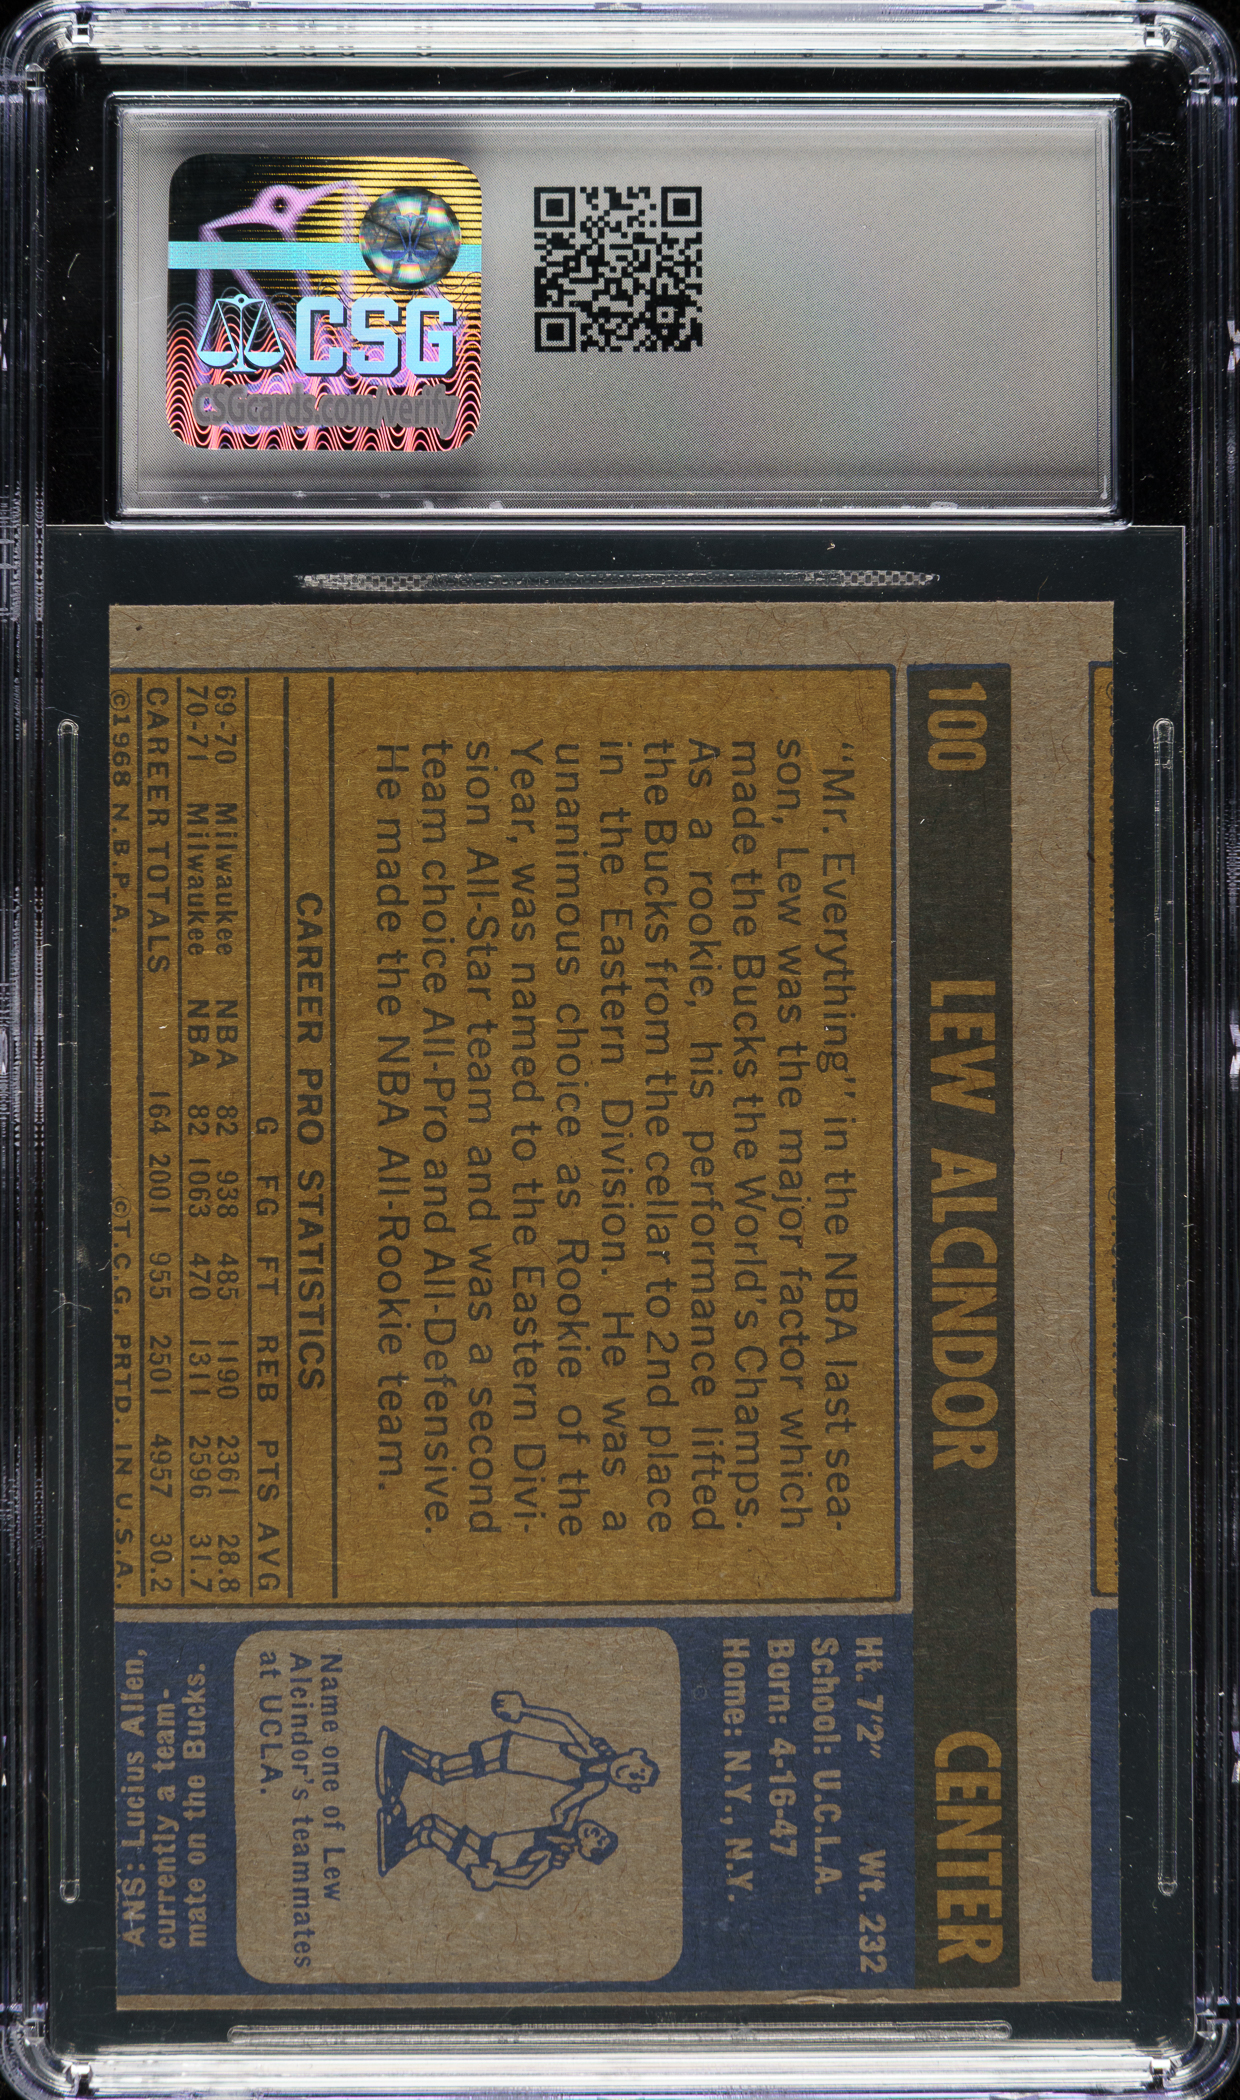 CSG
CSGcards.com/verify
100 LEW ALCINDOR CENTER
"Mr. Everything" in the NBA last sea-
son, Lew was the major factor which
made the Bucks the World's Champs.
As a rookie, his performance lifted
the Bucks from the cellar to 2nd place
in the Eastern Division. He was a
unanimous choice as Rookie of the
Year, was named to the Eastern Divi-
sion All-Star team and was a second
team choice All-Pro and All-Defensive.
He made the NBA All-Rookie team.
CAREER PRO STATISTICS
G FG FT REB PTS AVG
69-70 Milwaukee NBA 82 938 485 1190 2361 28.8
70-71 Milwaukee NBA 82 1063 470 1311 2596 31.7
CAREER TOTALS 164 2001 955 2501 4957 30.2
©1968 N.B.P.A. ©T.C.G. PRTD. IN U.S.A.
Ht. 7'2" Wt. 232
School: U.C.L.A.
Born: 4-16-47
Home: N.Y., N.Y.
Name one of Lew
Alcindor's teammates
at UCLA.
ANS: Lucius Allen,
currently a team-
mate on the Bucks.